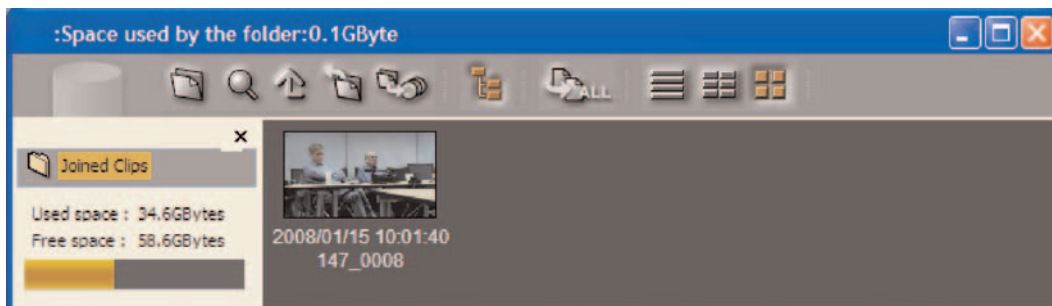 :Space used by the folder:0.1GByte
ALL
Joined Clips
Used space : 34.6GBytes
Free space : 58.6GBytes
2008/01/15 10:01:40
147_0008